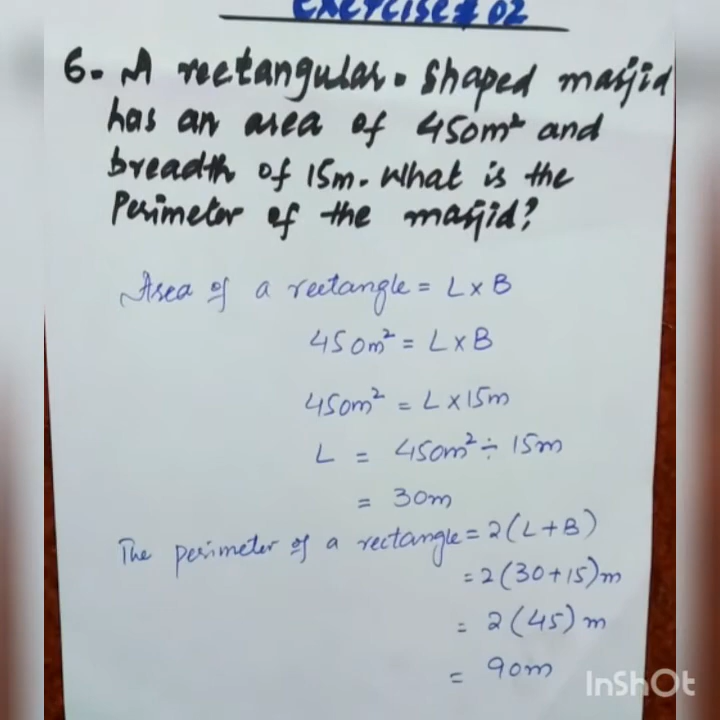 EXERCISE # 02
6. A rectangular. Shaped masjid
has an area of 450m² and
breadth of 15m. What is the
Perimeter of the masjid?
Area of a rectangle = L x B
450m² = L x B
450m² = L x 15m
L = 450m² ÷ 15m
= 30m
The perimeter of a rectangle = 2(L+B)
= 2(30+15)m
= 2(45)m
= 90m
InShOt